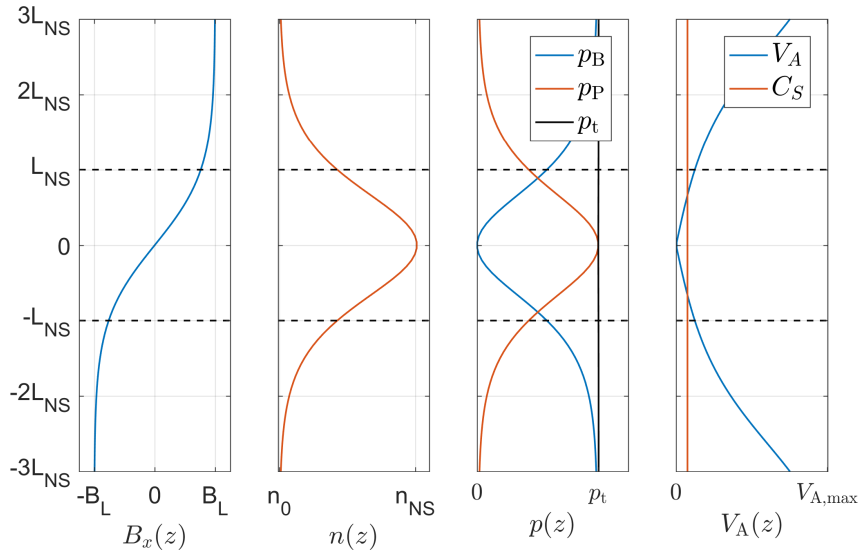 3L_NS
2L_NS
L_NS
0
-L_NS
-2L_NS
-3L_NS
-B_L 0 B_L
B_x(z)
n_0 n_NS
n(z)
p_B
p_P
p_t
0 p_t
p(z)
V_A
C_S
0 V_A,max
V_A(z)